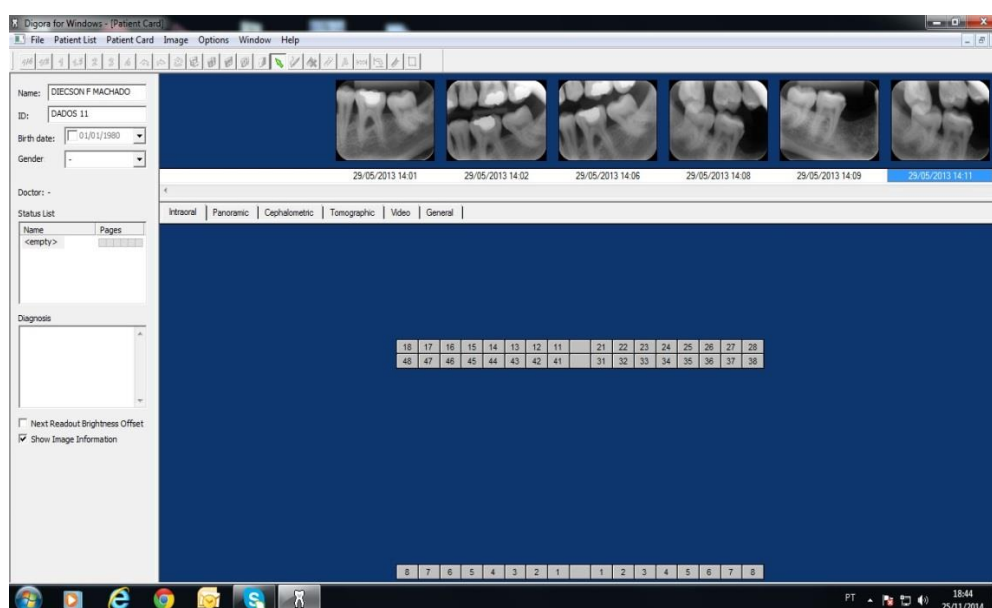 Digora for Windows - [Patient Card]
File Patient List Patient Card Image Options Window Help
Name: DIECSON F MACHADO
ID: DADOS 11
Birth date: 01/01/1980
Gender -
Doctor: -
Status List
Name Pages
<empty>
Diagnosis
Next Readout Brightness Offset
Show Image Information
29/05/2013 14:01 29/05/2013 14:02 29/05/2013 14:06 29/05/2013 14:08 29/05/2013 14:09 29/05/2013 14:11
Intraoral Panoramic Cephalometric Tomographic Video General
18 17 16 15 14 13 12 11 21 22 23 24 25 26 27 28
48 47 46 45 44 43 42 41 31 32 33 34 35 36 37 38
8 7 6 5 4 3 2 1 1 2 3 4 5 6 7 8
PT 18:44
25/11/2014